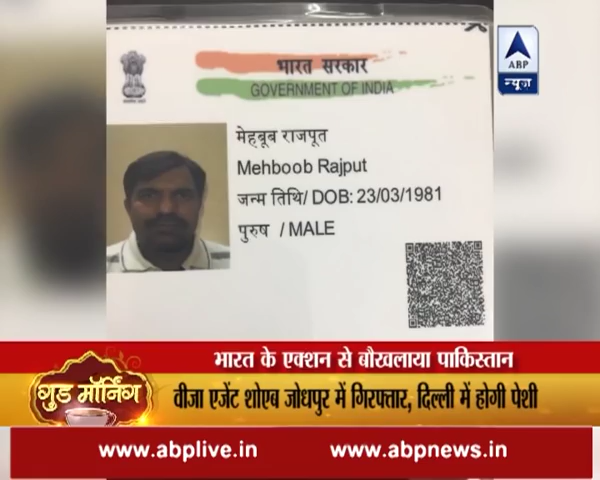 भारत सरकार
GOVERNMENT OF INDIA
ABP
न्यूज़
मेहबूब राजपूत
Mehboob Rajput
जन्म तिथि/ DOB: 23/03/1981
पुरुष / MALE
भारत के एक्शन से बौखलाया पाकिस्तान
गुड मॉर्निंग
वीजा एजेंट शोएब जोधपुर में गिरफ्तार, दिल्ली में होगी पेशी
www.abplive.in www.abpnews.in